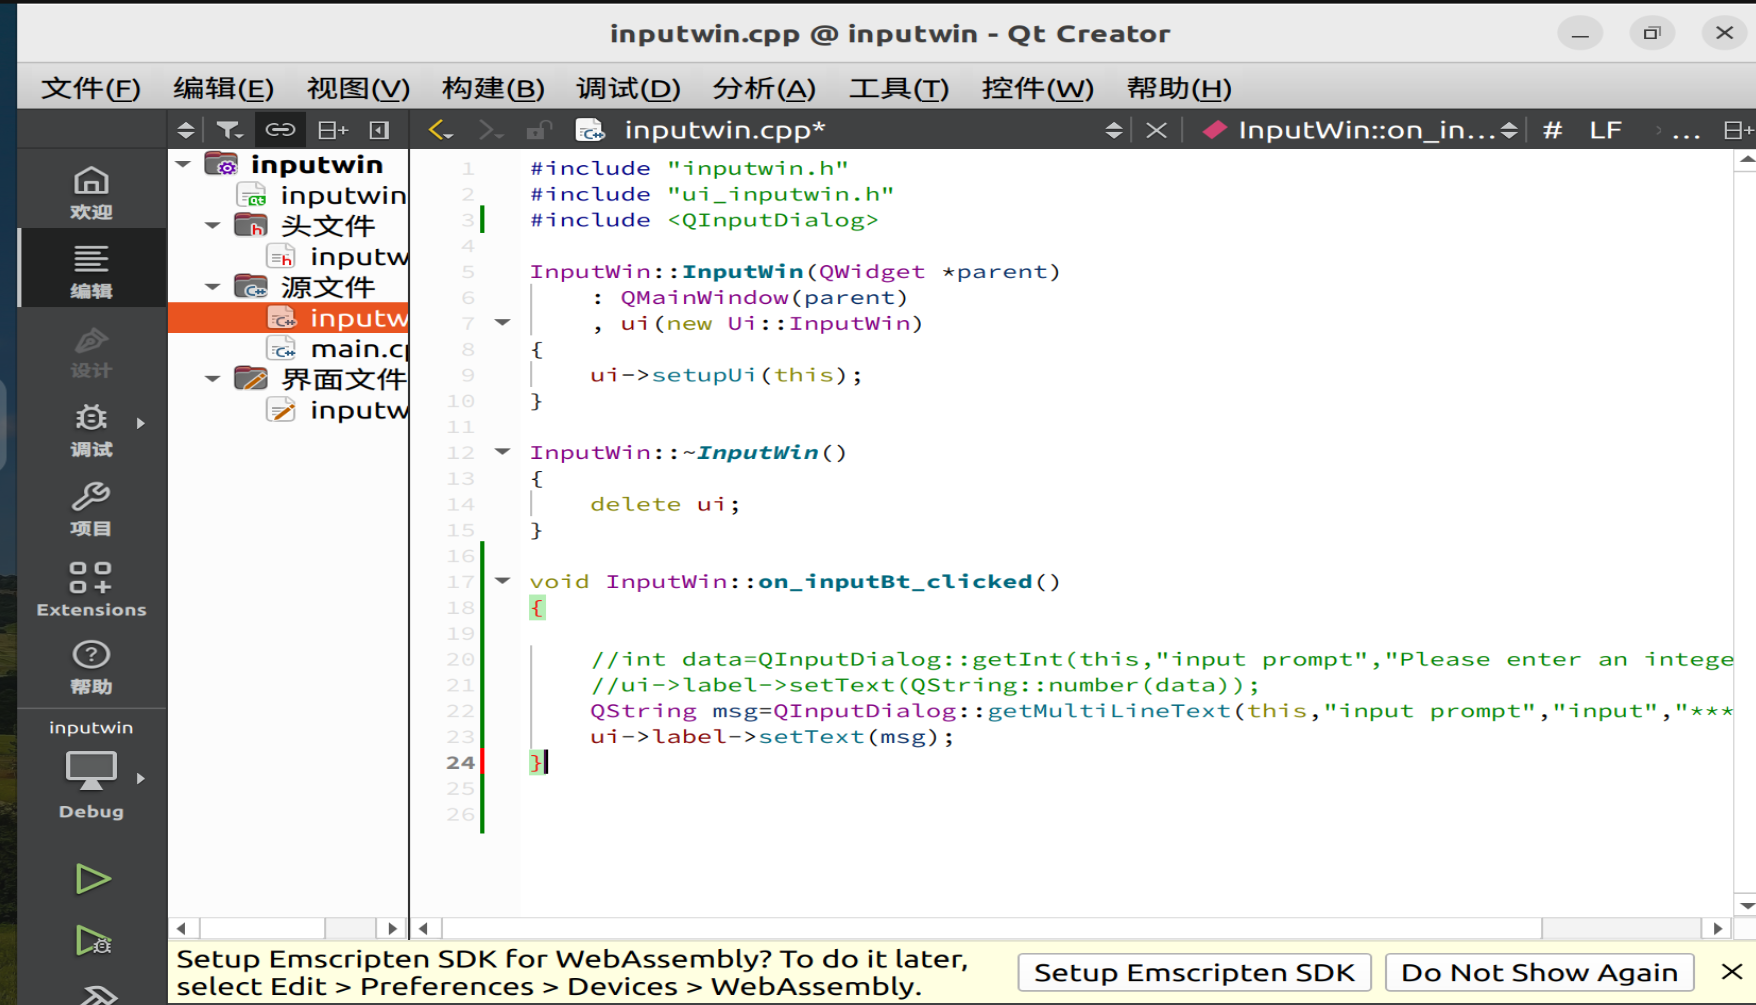 inputwin.cpp @ inputwin - Qt Creator
文件(F) 编辑(E) 视图(V) 构建(B) 调试(D) 分析(A) 工具(T) 控件(W) 帮助(H)
inputwin.cpp* InputWin::on_in... # LF ...
欢迎
编辑
设计
调试
项目
Extensions
帮助
inputwin
Debug
inputwin
inputwin
头文件
inputw
源文件
inputw
main.cp
界面文件
inputw
1 #include "inputwin.h"
2 #include "ui_inputwin.h"
3 #include <QInputDialog>
4
5 InputWin::InputWin(QWidget *parent)
6 : QMainWindow(parent)
7 , ui(new Ui::InputWin)
8 {
9 ui->setupUi(this);
10 }
11
12 InputWin::~InputWin()
13 {
14 delete ui;
15 }
16
17 void InputWin::on_inputBt_clicked()
18 {
19
20 //int data=QInputDialog::getInt(this,"input prompt","Please enter an intege
21 //ui->label->setText(QString::number(data));
22 QString msg=QInputDialog::getMultiLineText(this,"input prompt","input","***
23 ui->label->setText(msg);
24 }
25
26
Setup Emscripten SDK for WebAssembly? To do it later,
select Edit > Preferences > Devices > WebAssembly.
Setup Emscripten SDK
Do Not Show Again